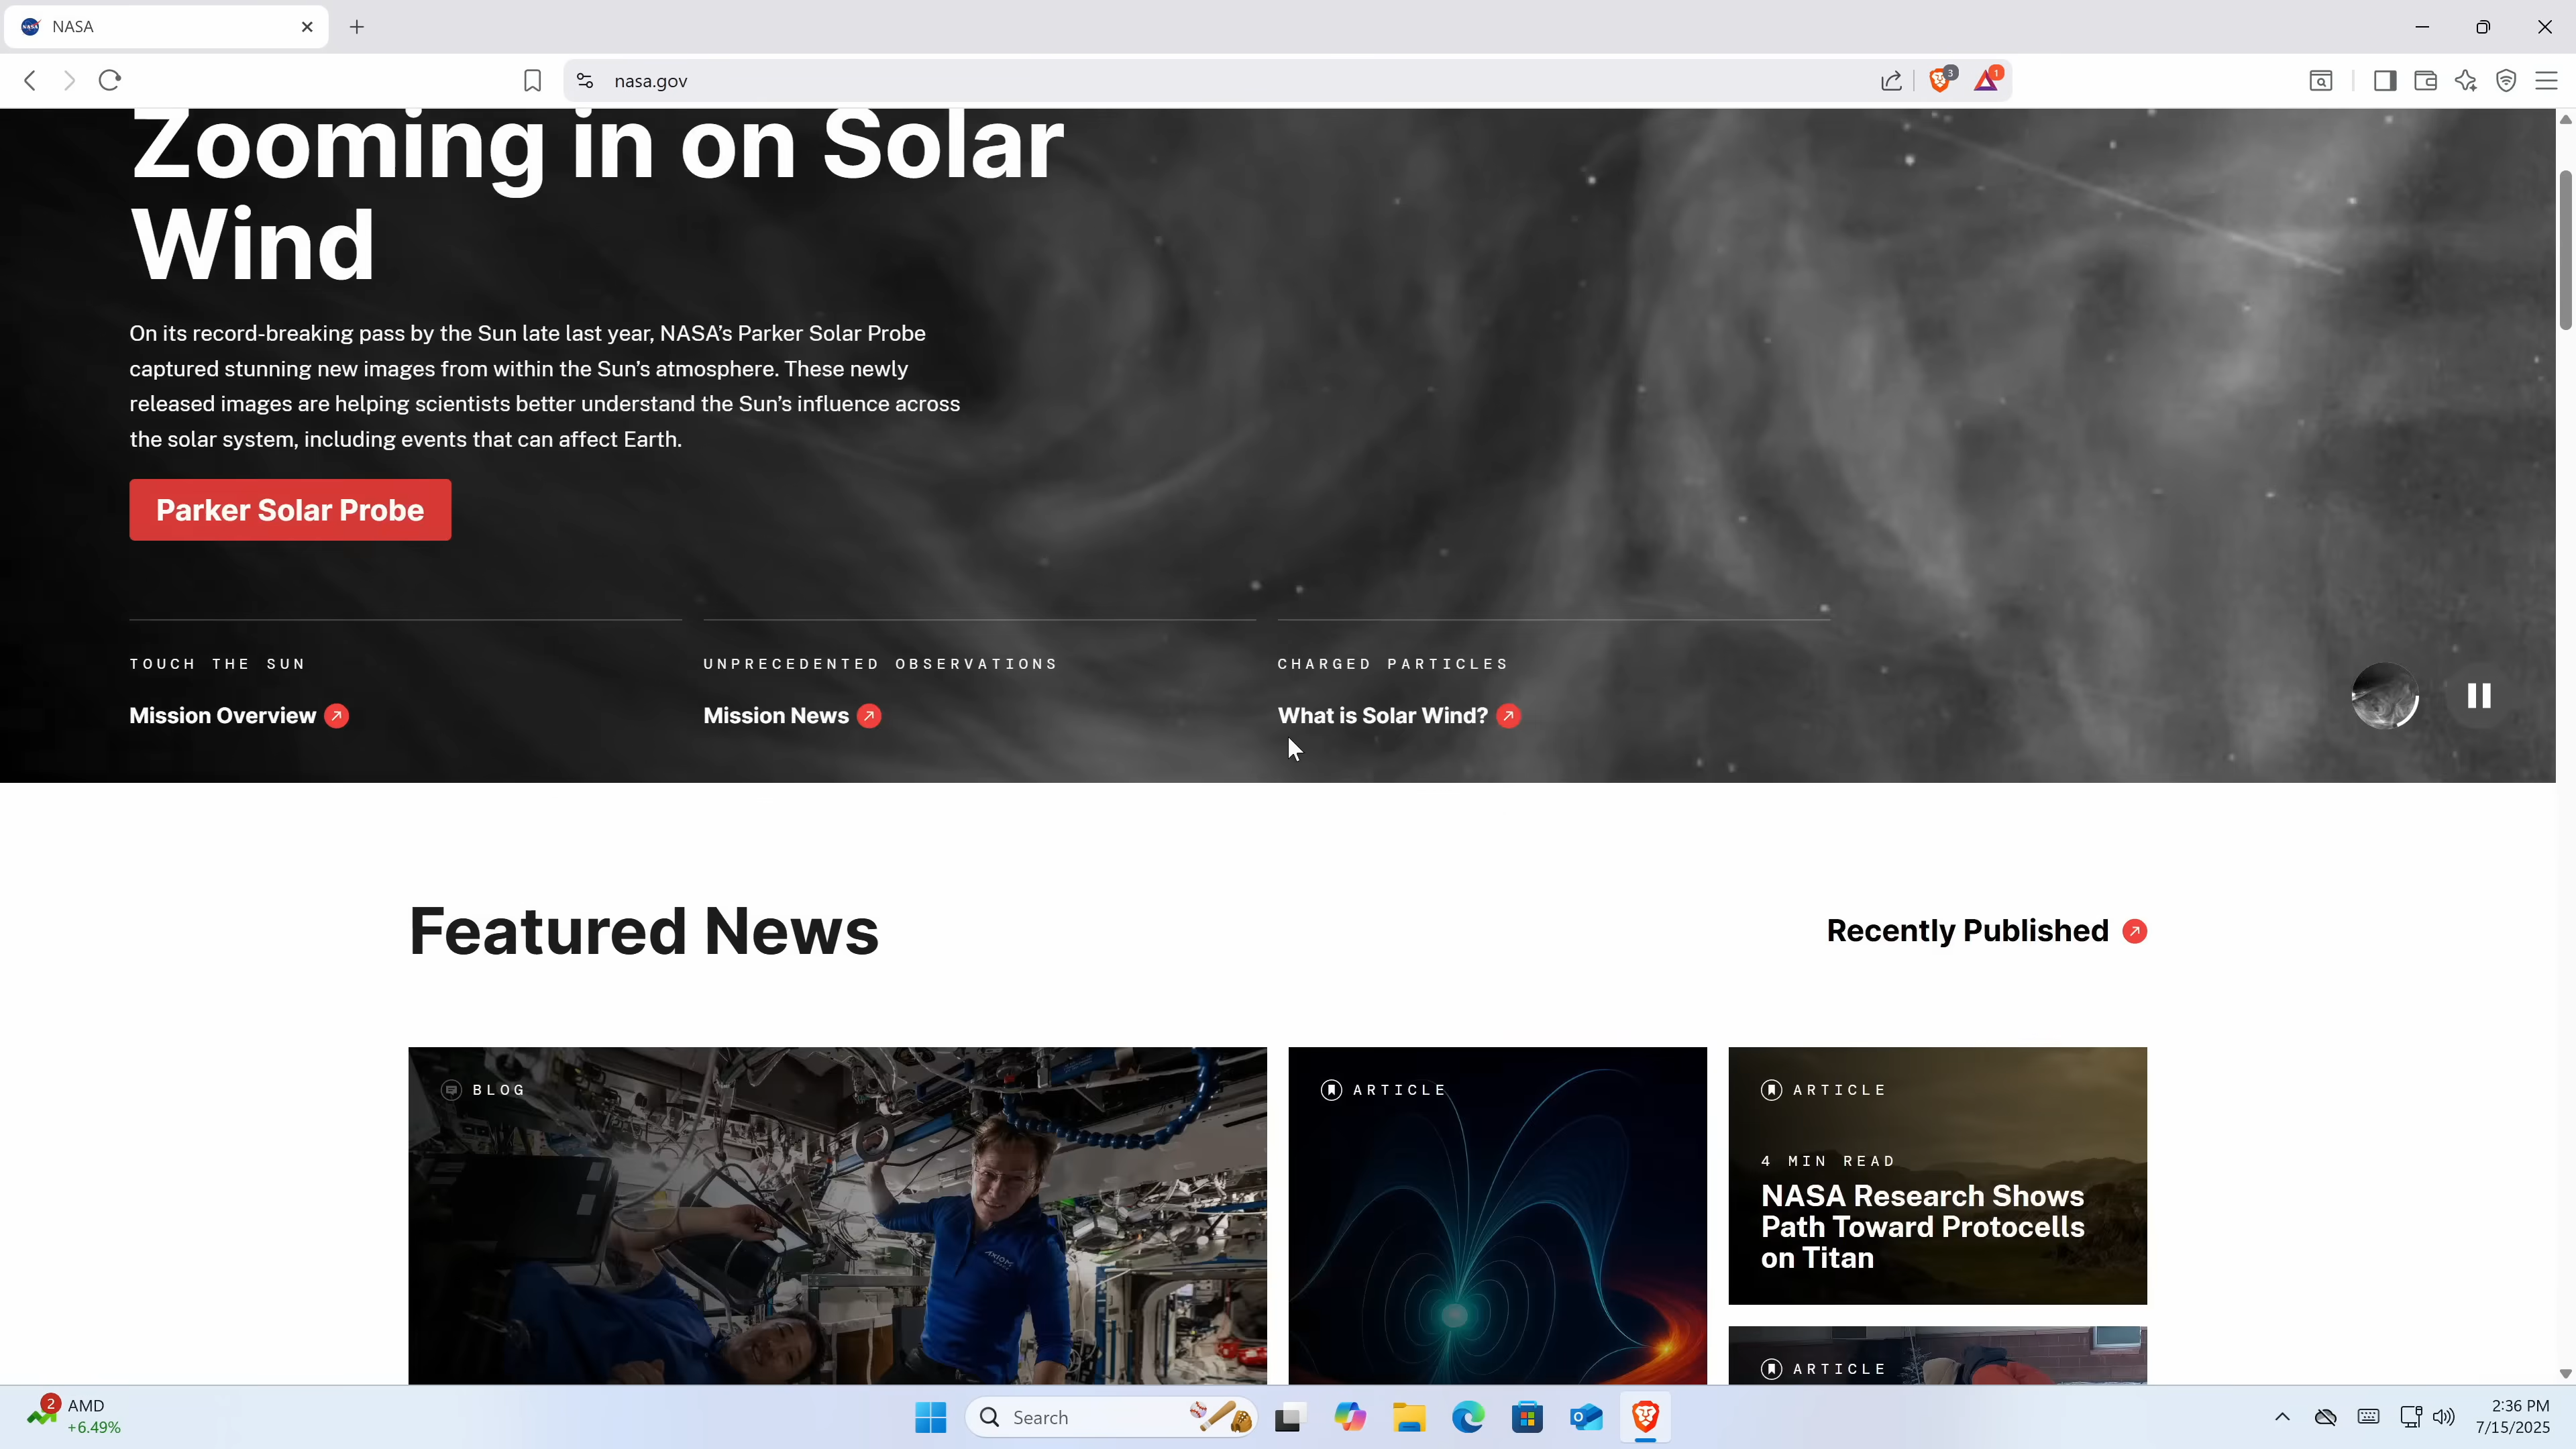 NASA
nasa.gov
3
1
Zooming in on Solar
Wind
On its record-breaking pass by the Sun late last year, NASA’s Parker Solar Probe
captured stunning new images from within the Sun’s atmosphere. These newly
released images are helping scientists better understand the Sun’s influence across
the solar system, including events that can affect Earth.
Parker Solar Probe
TOUCH THE SUN
Mission Overview
UNPRECEDENTED OBSERVATIONS
Mission News
CHARGED PARTICLES
What is Solar Wind?
Featured News
Recently Published
BLOG
AXIOM
ARTICLE
ARTICLE
4 MIN READ
NASA Research Shows
Path Toward Protocells
on Titan
ARTICLE
2
AMD
+6.49%
Search
2:36 PM
7/15/2025